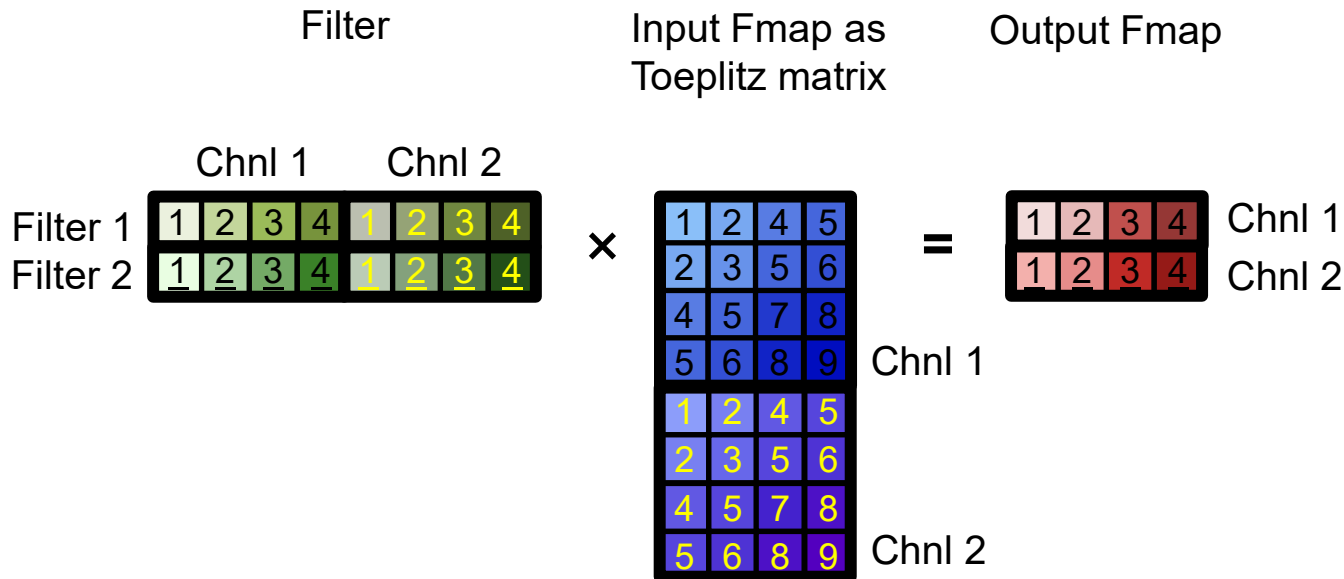 Filter
Input Fmap as
Toeplitz matrix
Output Fmap
Chnl 1 Chnl 2
Filter 1 1 2 3 4 1 2 3 4
Filter 2 1 2 3 4 1 2 3 4
×
1 2 4 5
2 3 5 6
4 5 7 8
5 6 8 9
Chnl 1
1 2 4 5
2 3 5 6
4 5 7 8
5 6 8 9
Chnl 2
=
1 2 3 4 Chnl 1
1 2 3 4 Chnl 2